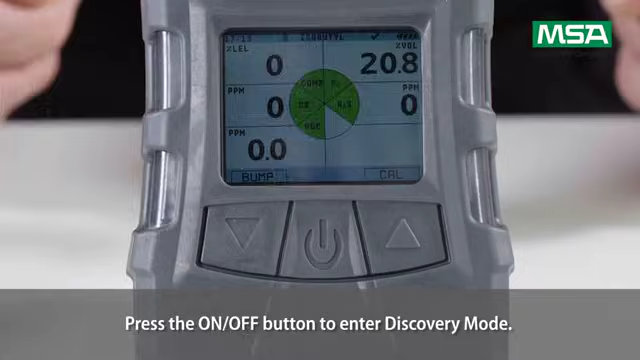 MSA
%LEL
%VOL
0
20.8
PPM
PPM
0
0
PPM
0.0
BUMP
CAL
Press the ON/OFF button to enter Discovery Mode.